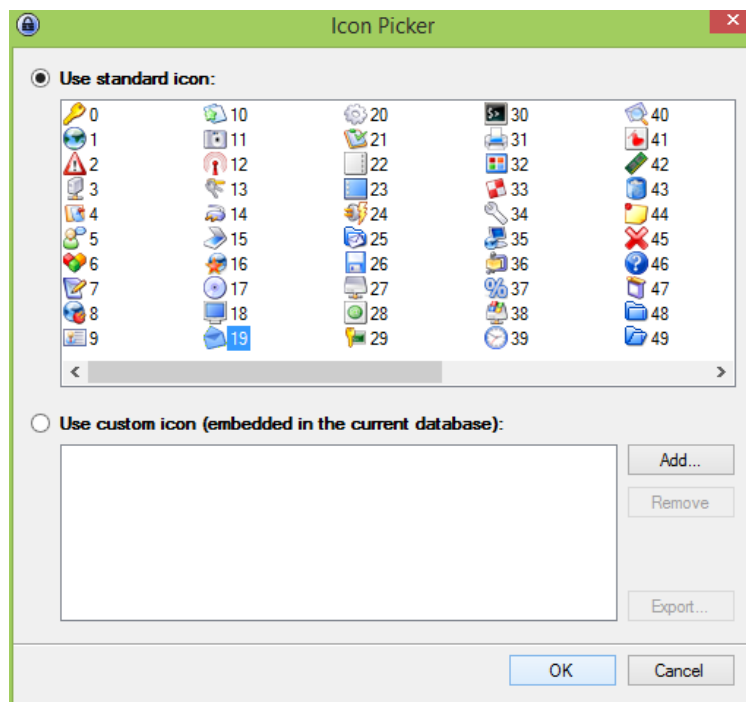 Icon Picker
Use standard icon:
0 10 20 30 40
1 11 21 31 41
2 12 22 32 42
3 13 23 33 43
4 14 24 34 44
5 15 25 35 45
6 16 26 36 46
7 17 27 37 47
8 18 28 38 48
9 19 29 39 49
Use custom icon (embedded in the current database):
Add...
Remove
Export...
OK Cancel